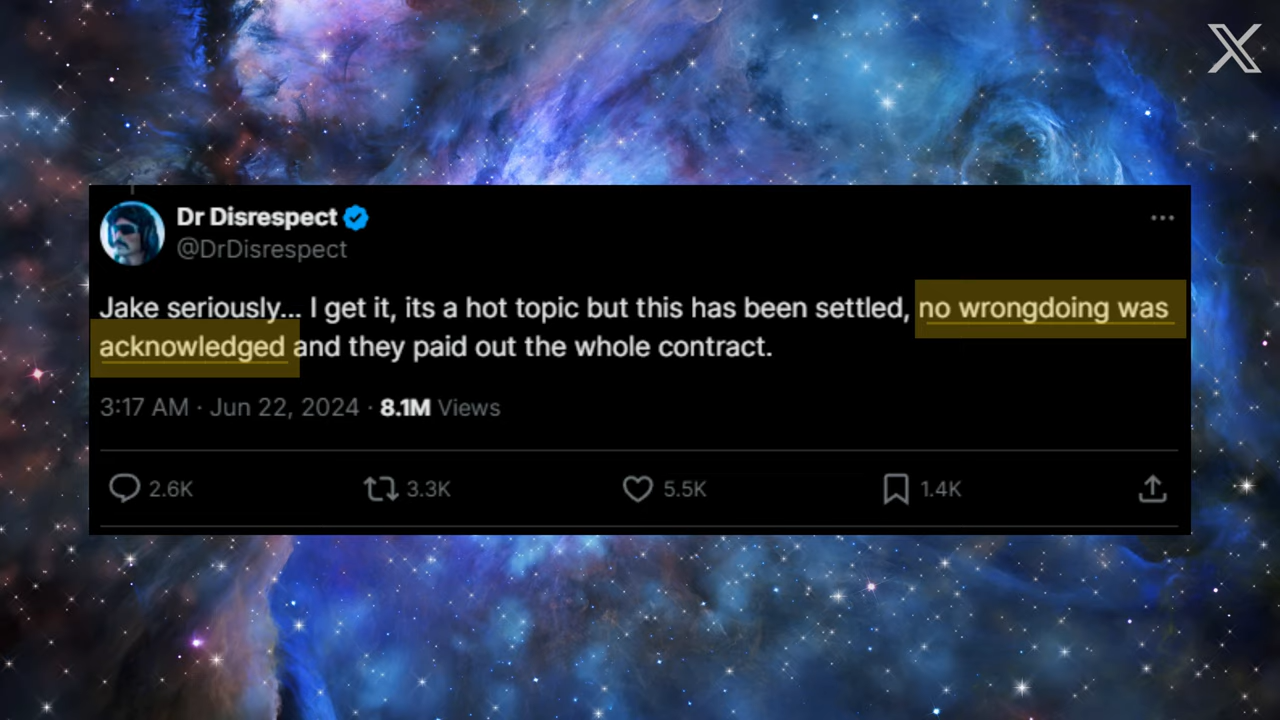 Dr Disrespect
@DrDisrespect
Jake seriously... I get it, its a hot topic but this has been settled, no wrongdoing was
acknowledged and they paid out the whole contract.
3:17 AM · Jun 22, 2024 · 8.1M Views
2.6K 3.3K 5.5K 1.4K